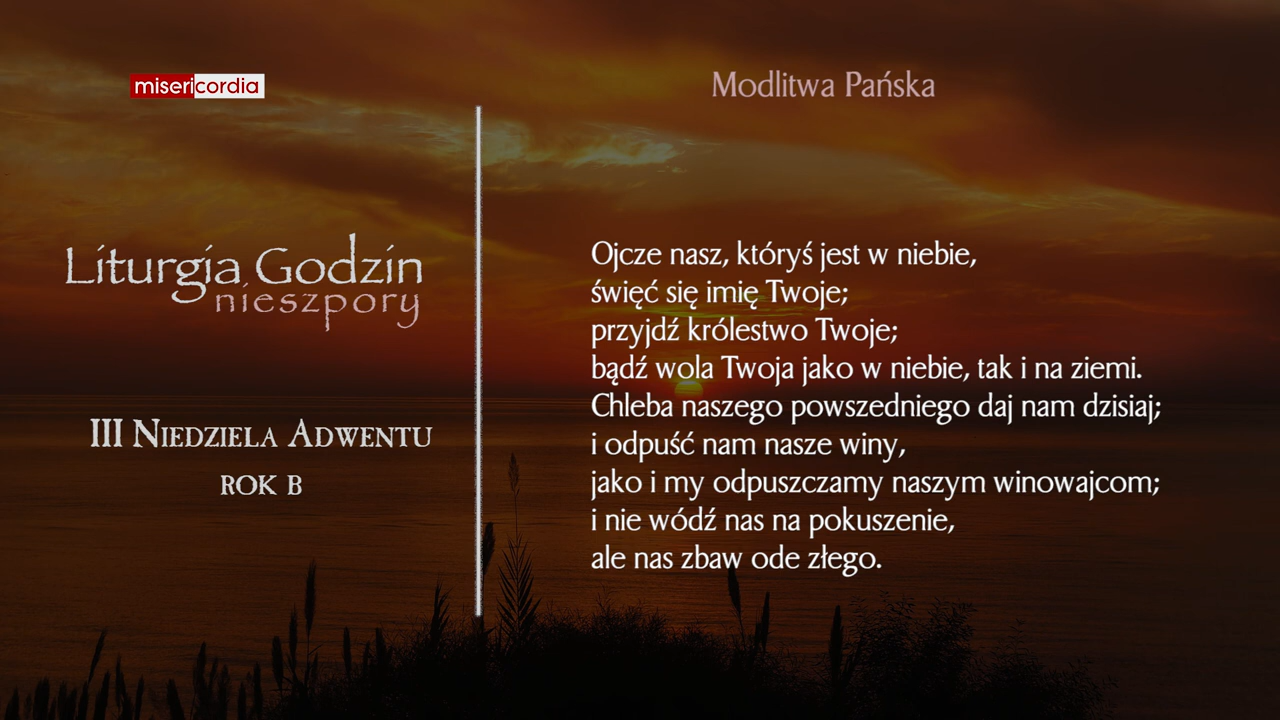 misericordia
Liturgia Godzin
nieszpory
III Niedziela Adwentu
rok B
Modlitwa Pańska
Ojcze nasz, któryś jest w niebie,
święć się imię Twoje;
przyjdź królestwo Twoje;
bądź wola Twoja jako w niebie, tak i na ziemi.
Chleba naszego powszedniego daj nam dzisiaj;
i odpuść nam nasze winy,
jako i my odpuszczamy naszym winowajcom;
i nie wódź nas na pokuszenie,
ale nas zbaw ode złego.